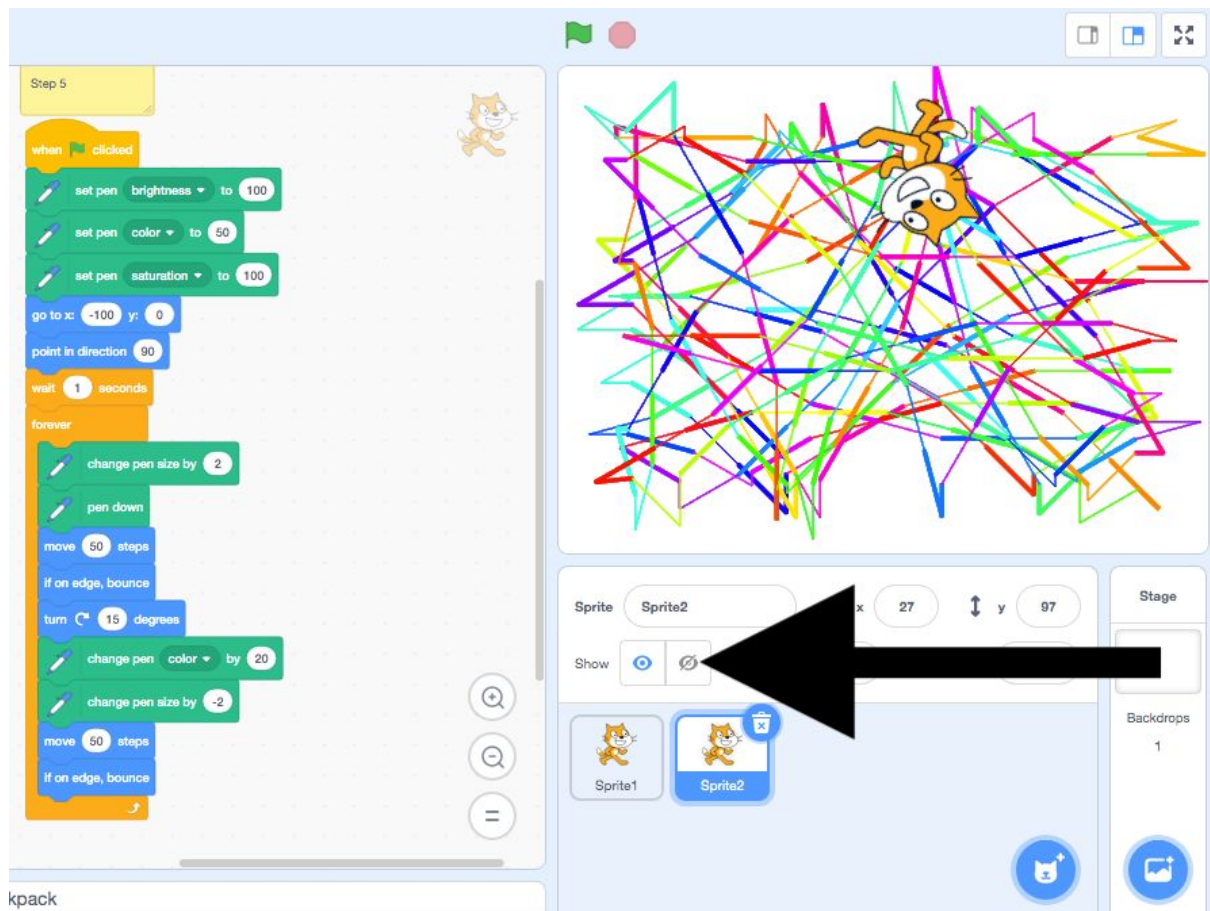 Step 5
when clicked
set pen brightness to 100
set pen color to 50
set pen saturation to 100
go to x: -100 y: 0
point in direction 90
wait 1 seconds
forever
change pen size by 2
pen down
move 50 steps
if on edge, bounce
turn 15 degrees
change pen color by 20
change pen size by -2
move 50 steps
if on edge, bounce
kpack
Sprite Sprite2 x 27 y 97
Show
Sprite1 Sprite2
Stage
Backdrops
1